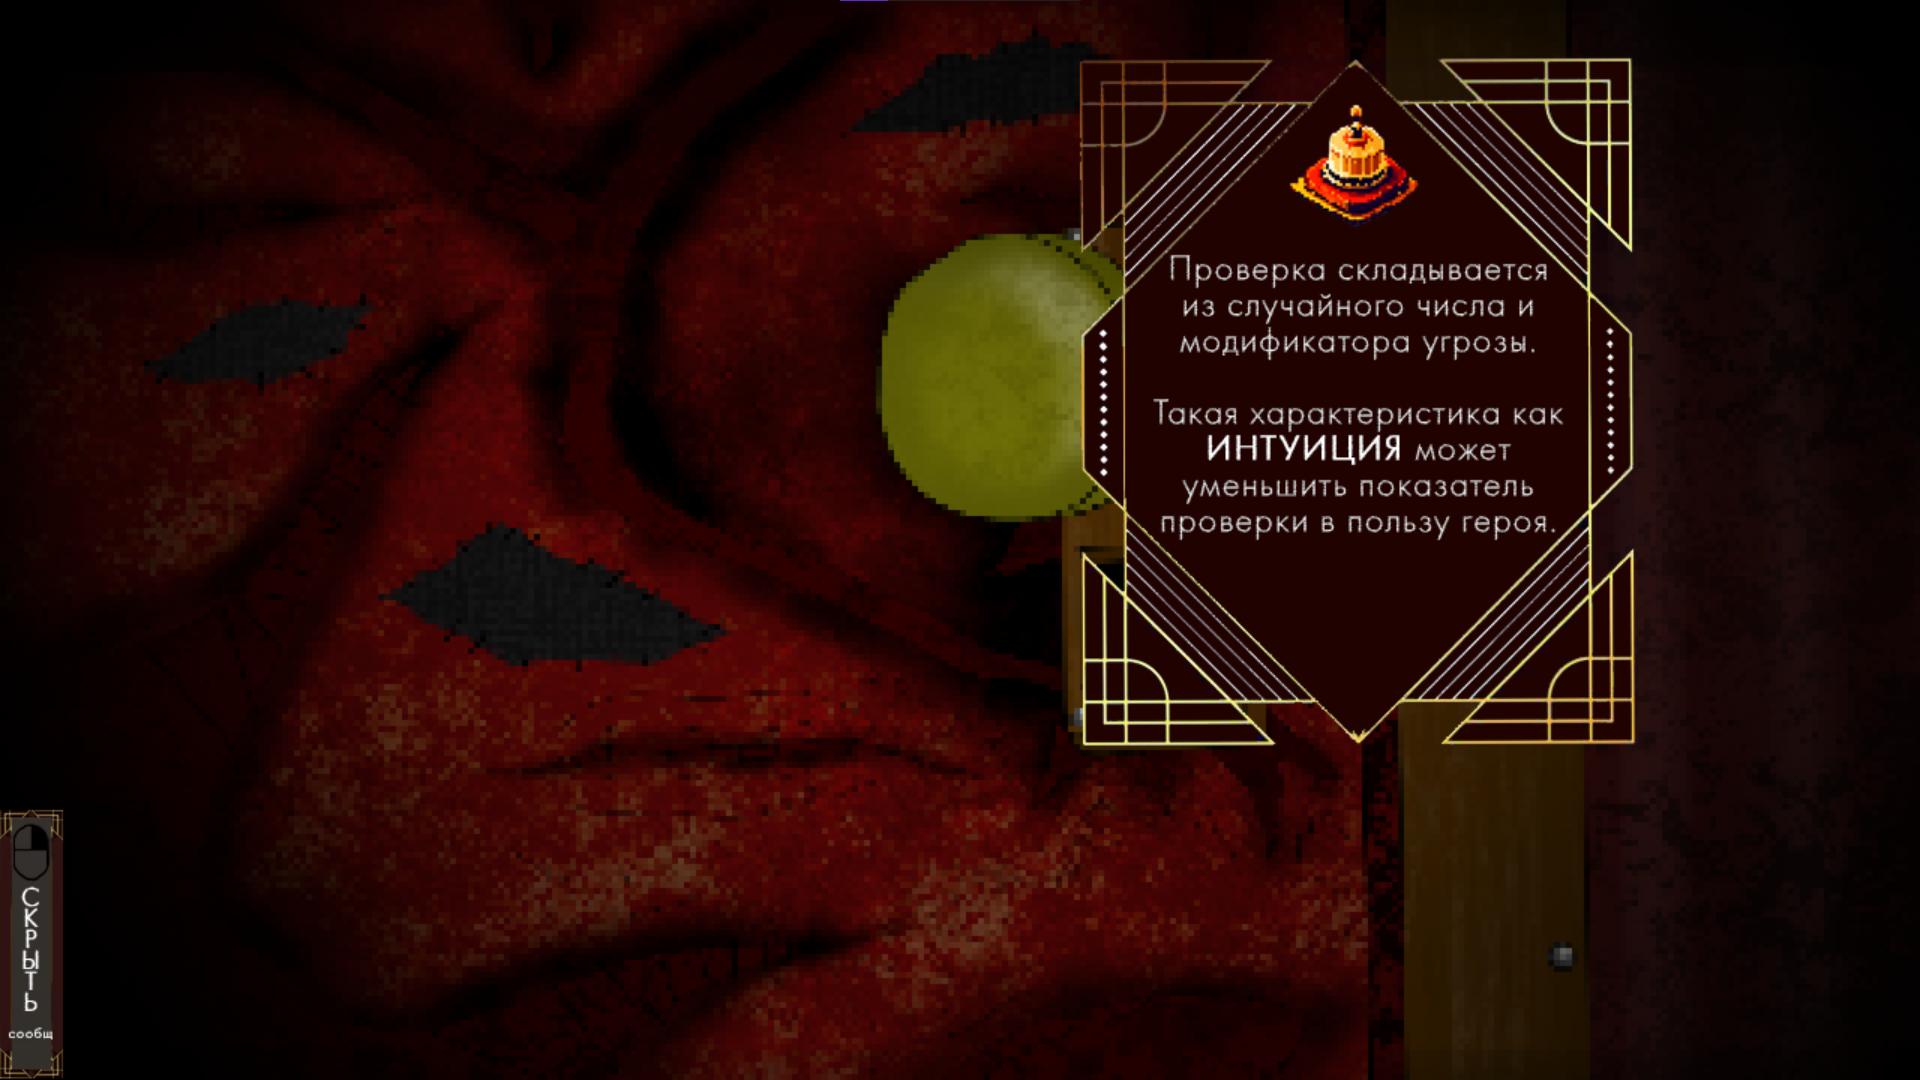 Проверка складывается
из случайного числа и
модификатора угрозы.
Такая характеристика как
ИНТУИЦИЯ может
уменьшить показатель
проверки в пользу героя.
СКРЫТЬ
сообщ